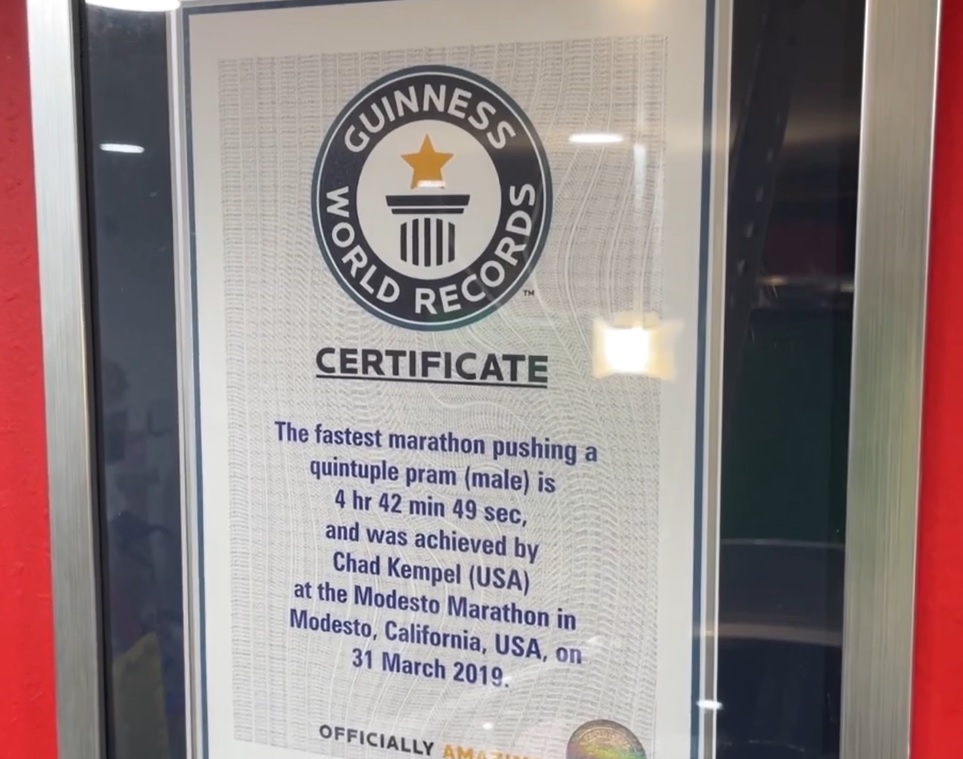 GUINNESS
WORLD RECORDS
™
CERTIFICATE
The fastest marathon pushing a
quintuple pram (male) is
4 hr 42 min 49 sec,
and was achieved by
Chad Kempel (USA)
at the Modesto Marathon in
Modesto, California, USA, on
31 March 2019.
OFFICIALLY